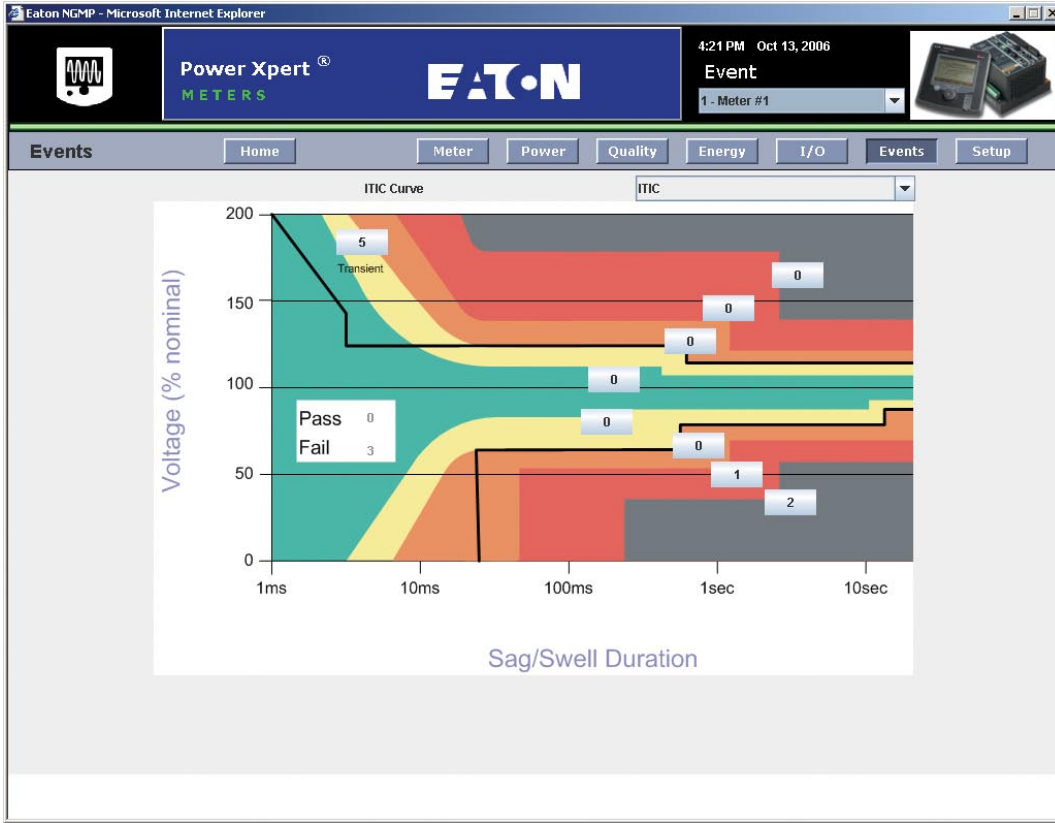 Eaton NGMP - Microsoft Internet Explorer
Power Xpert ®
METERS
EATON
4:21 PM Oct 13, 2006
Event
1 - Meter #1
Events
Home
Meter
Power
Quality
Energy
I/O
Events
Setup
ITIC Curve
ITIC
Voltage (% nominal)
200
150
100
50
0
5
Transient
0
0
0
0
0
0
1
2
Pass 0
Fail 3
1ms
10ms
100ms
1sec
10sec
Sag/Swell Duration